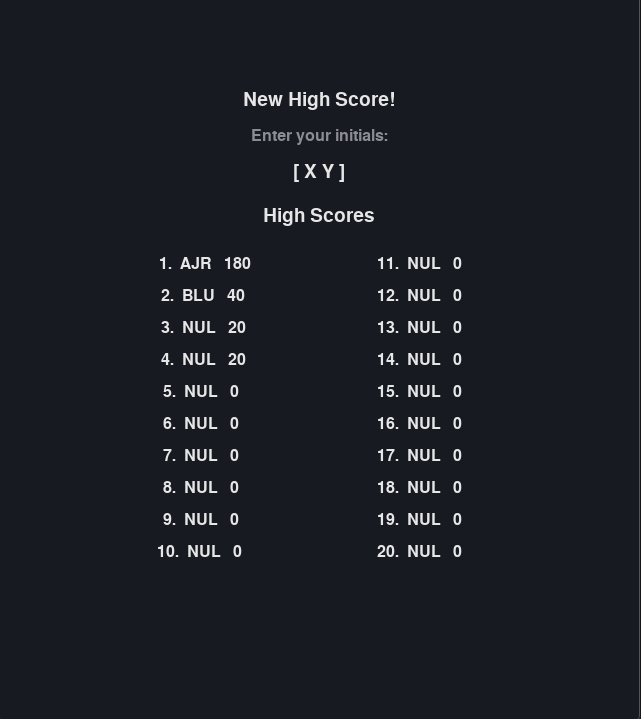 New High Score!
Enter your initials:
[ X Y ]
High Scores
1. AJR 180
2. BLU 40
3. NUL 20
4. NUL 20
5. NUL 0
6. NUL 0
7. NUL 0
8. NUL 0
9. NUL 0
10. NUL 0
11. NUL 0
12. NUL 0
13. NUL 0
14. NUL 0
15. NUL 0
16. NUL 0
17. NUL 0
18. NUL 0
19. NUL 0
20. NUL 0